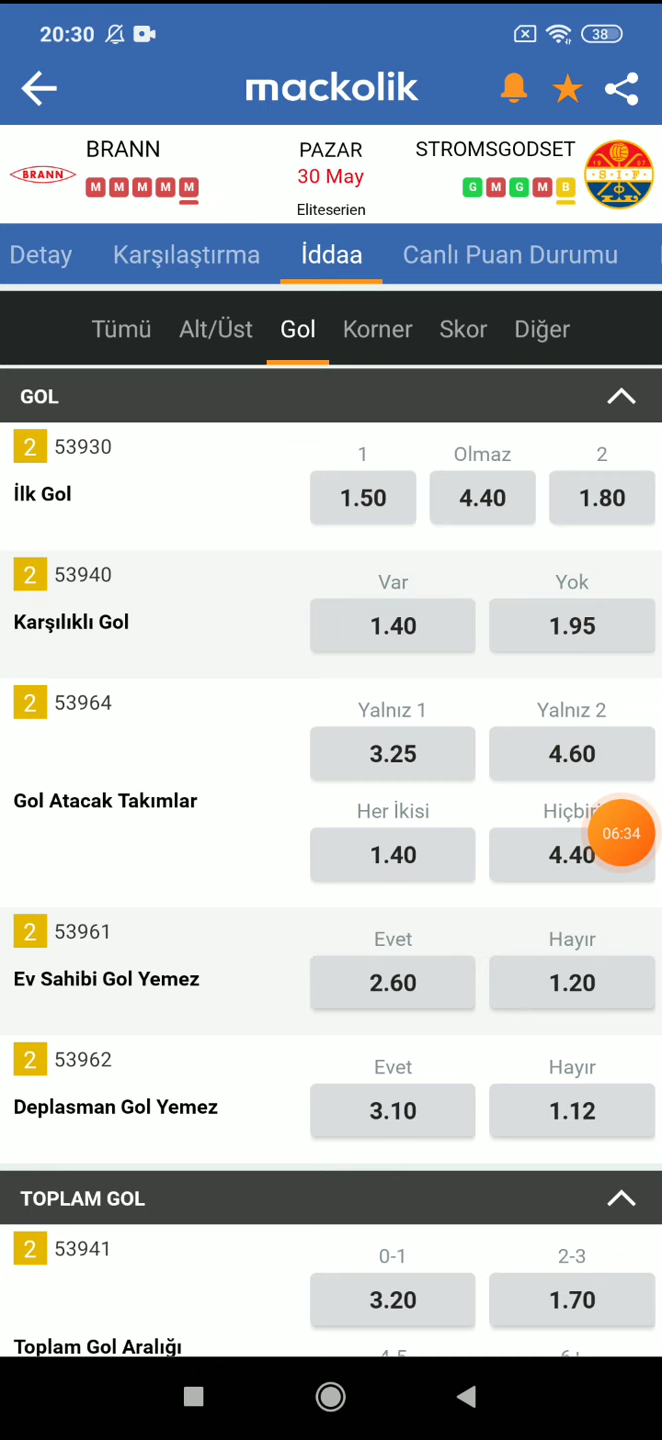 20:30
38
mackolik
BRANN
PAZAR
STROMSGODSET
BRANN
M M M M M
30 May
G M G M B
S.I.F
Eliteserien
Detay Karşılaştırma İddaa Canlı Puan Durumu
Tümü Alt/Üst Gol Korner Skor Diğer
GOL
2 53930
1 Olmaz 2
İlk Gol
1.50 4.40 1.80
2 53940
Var Yok
Karşılıklı Gol
1.40 1.95
2 53964
Yalnız 1 Yalnız 2
3.25 4.60
Gol Atacak Takımlar
Her İkisi
06:34
1.40 4.40
2 53961
Evet Hayır
Ev Sahibi Gol Yemez
2.60 1.20
2 53962
Evet Hayır
Deplasman Gol Yemez
3.10 1.12
TOPLAM GOL
2 53941
0-1 2-3
3.20 1.70
Toplam Gol Aralığı